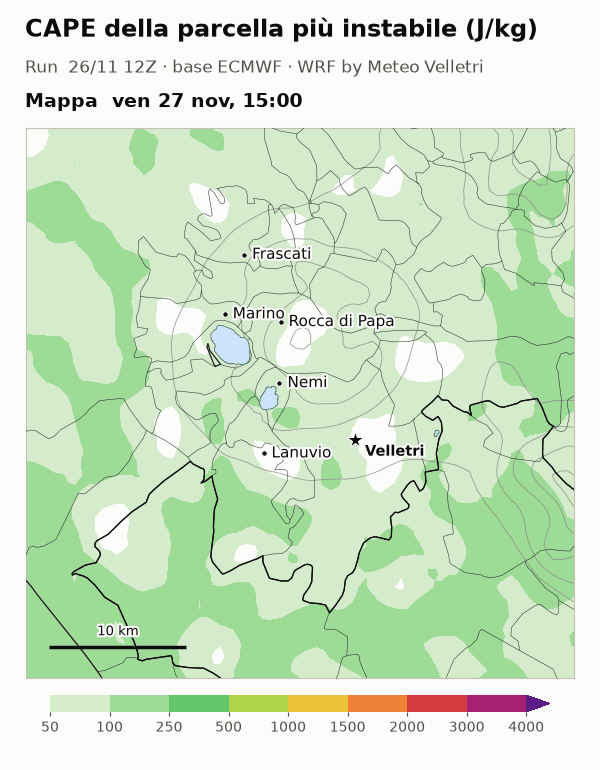 CAPE della parcella più instabile (J/kg)
Run  26/11 12Z · base ECMWF · WRF by Meteo Velletri
Mappa  ven 27 nov, 15:00
Frascati
Marino
Rocca di Papa
Nemi
Lanuvio
Velletri
10 km
50 100 250 500 1000 1500 2000 3000 4000